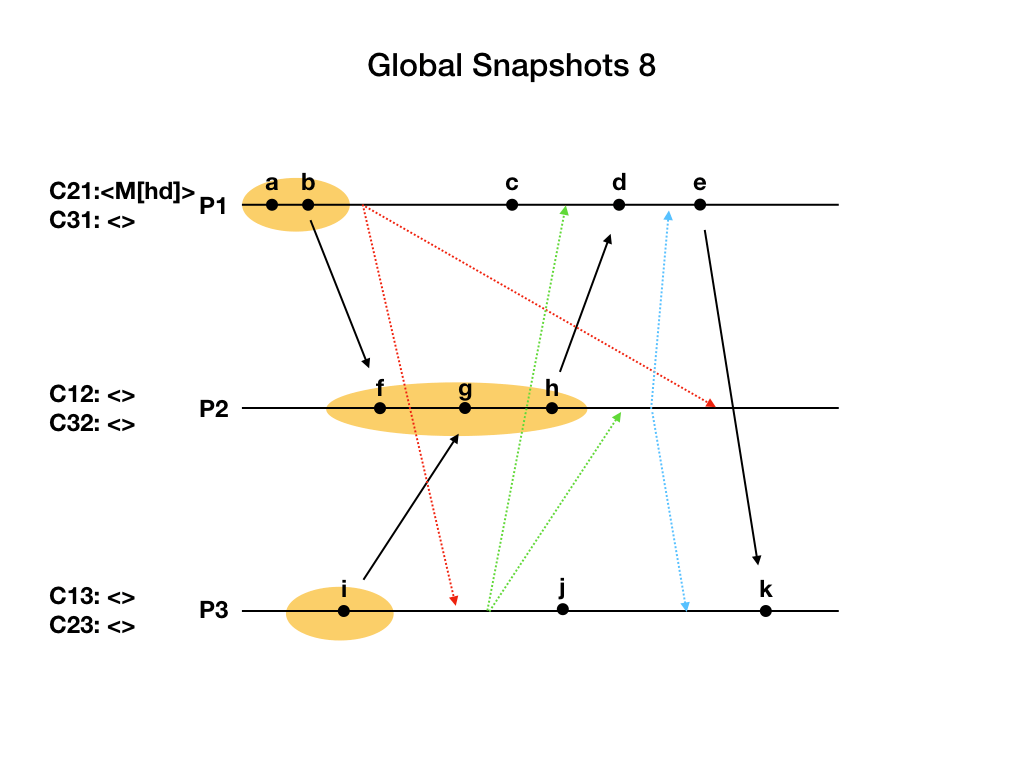 Global Snapshots 8
a b c d e
C21:<M[hd]>
P1
C31: <>
f g h
C12: <>
P2
C32: <>
i j k
C13: <>
P3
C23: <>